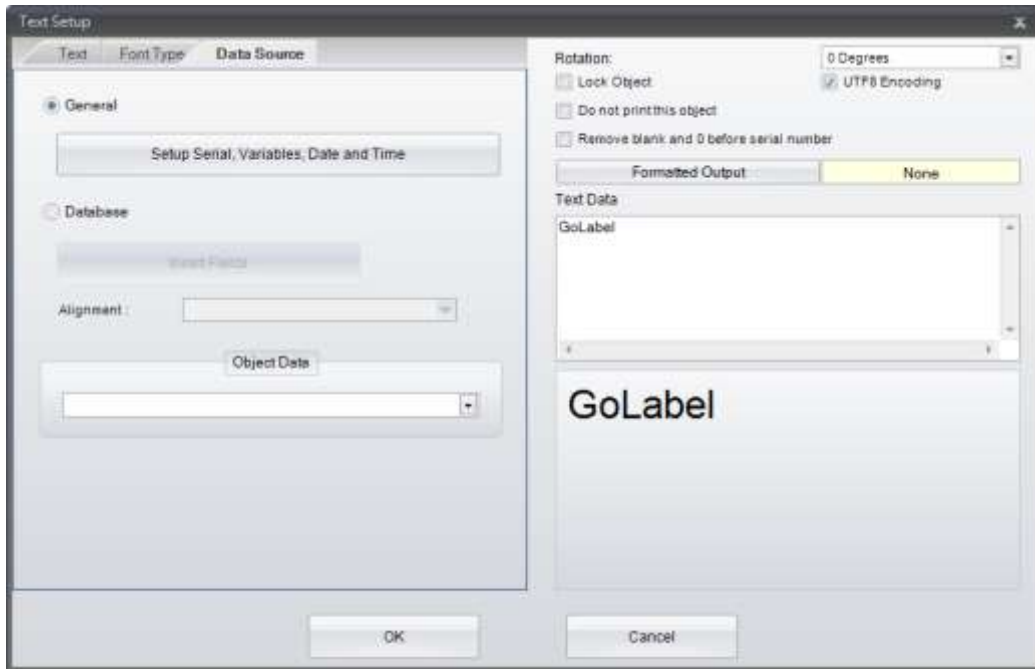 Text Setup
Text Font Type Data Source
General
Setup Serial, Variables, Date and Time
Database
Insert Fields
Alignment :
Object Data
Rotation: 0 Degrees
Lock Object UTF8 Encoding
Do not print this object
Remove blank and 0 before serial number
Formatted Output None
Text Data
GoLabel
GoLabel
OK Cancel